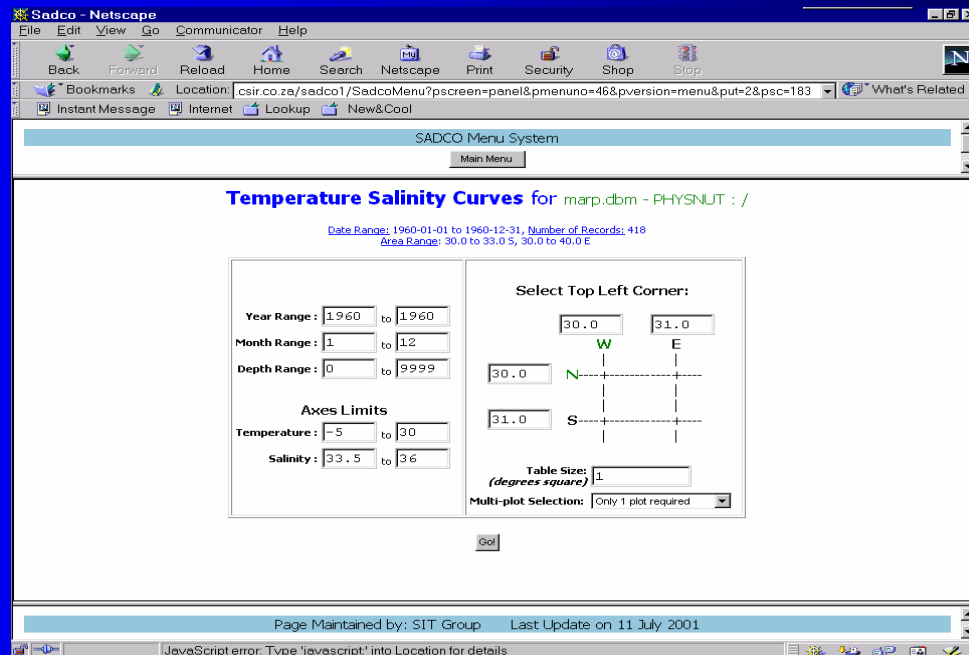 Sadco - Netscape
File Edit View Go Communicator Help
Back Forward Reload Home Search Netscape Print Security Shop Stop
My
N
Bookmarks Location: .csir.co.za/sadco1/SadcoMenu?pscreen=panel&pmenuno=46&pversion=menu&put=2&psc=183 What's Related
Instant Message Internet Lookup New&Cool
SADCO Menu System
Main Menu
Temperature Salinity Curves for marp.dbm - PHYSNUT : /
Date Range: 1960-01-01 to 1960-12-31, Number of Records: 418
Area Range: 30.0 to 33.0 S, 30.0 to 40.0 E
Year Range : 1960 to 1960
Month Range : 1 to 12
Depth Range : 0 to 9999
Axes Limits
Temperature : -5 to 30
Salinity : 33.5 to 36
Select Top Left Corner:
30.0 31.0
W E
30.0 N-----+---------------+-----
31.0 S-----+---------------+-----
Table Size: 1
(degrees square)
Multi-plot Selection: Only 1 plot required
Go!
Page Maintained by: SIT Group Last Update on 11 July 2001
JavaScript error: Type 'javascript:' into Location for details